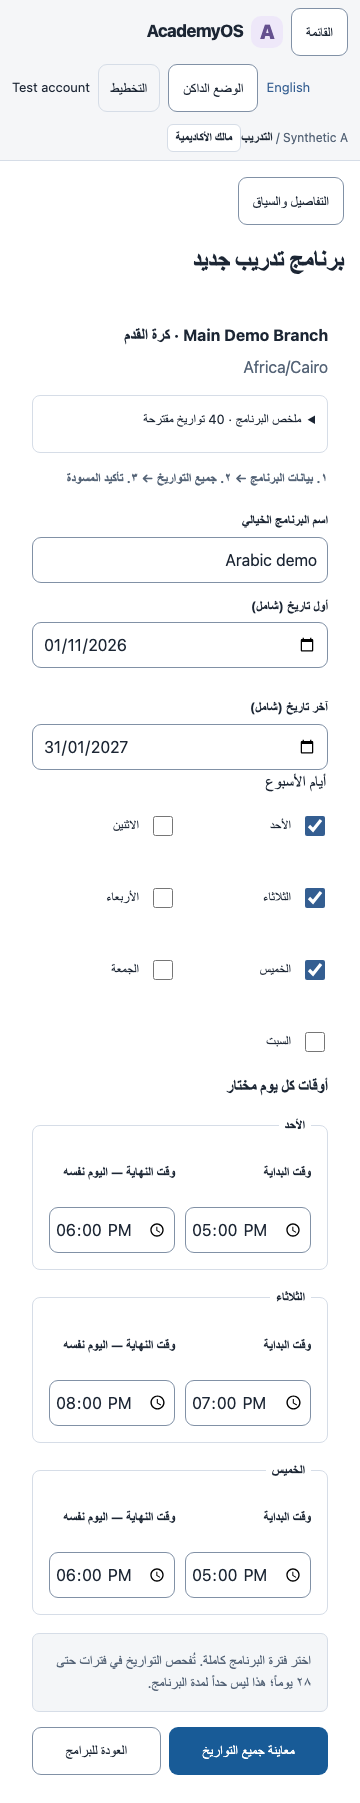 القائمة
A
AcademyOS
English
الوضع الداكن
التخطيط
Test account
Synthetic A / التدريب
مالك الأكاديمية
التفاصيل والسياق
برنامج تدريب جديد
Main Demo Branch · كرة القدم
Africa/Cairo
◀ ملخص البرنامج · 40 تواريخ مقترحة
١. بيانات البرنامج ← ٢. جميع التواريخ ← ٣. تأكيد المسودة
اسم البرنامج الخيالي
Arabic demo
أول تاريخ (شامل)
01/11/2026
آخر تاريخ (شامل)
31/01/2027
أيام الأسبوع
الأحد
الاثنين
الثلاثاء
الأربعاء
الخميس
الجمعة
السبت
أوقات كل يوم مختار
الأحد
وقت البداية
وقت النهاية — اليوم نفسه
05:00 PM
06:00 PM
الثلاثاء
وقت البداية
وقت النهاية — اليوم نفسه
07:00 PM
08:00 PM
الخميس
وقت البداية
وقت النهاية — اليوم نفسه
05:00 PM
06:00 PM
اختر فترة البرنامج كاملة. تُفحص التواريخ في فترات حتى
٢٨ يوماً؛ هذا ليس حداً لمدة البرنامج.
معاينة جميع التواريخ
العودة للبرامج